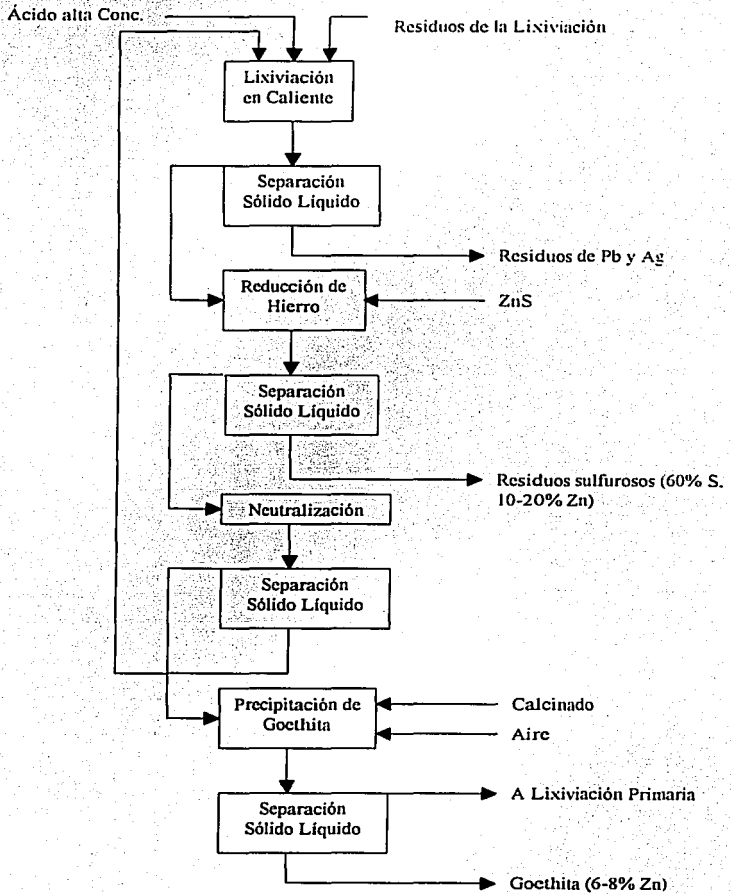 Ácido alta Conc.
Residuos de la Lixiviación
Lixiviación
en Caliente
Separación
Sólido Líquido
Residuos de Pb y Ag
Reducción de
Hierro
ZnS
Separación
Sólido Líquido
Residuos sulfurosos (60% S.
10-20% Zn)
Neutralización
Separación
Sólido Líquido
Precipitación de
Goethita
Calcinado
Aire
A Lixiviación Primaria
Separación
Sólido Líquido
Goethita (6-8% Zn)